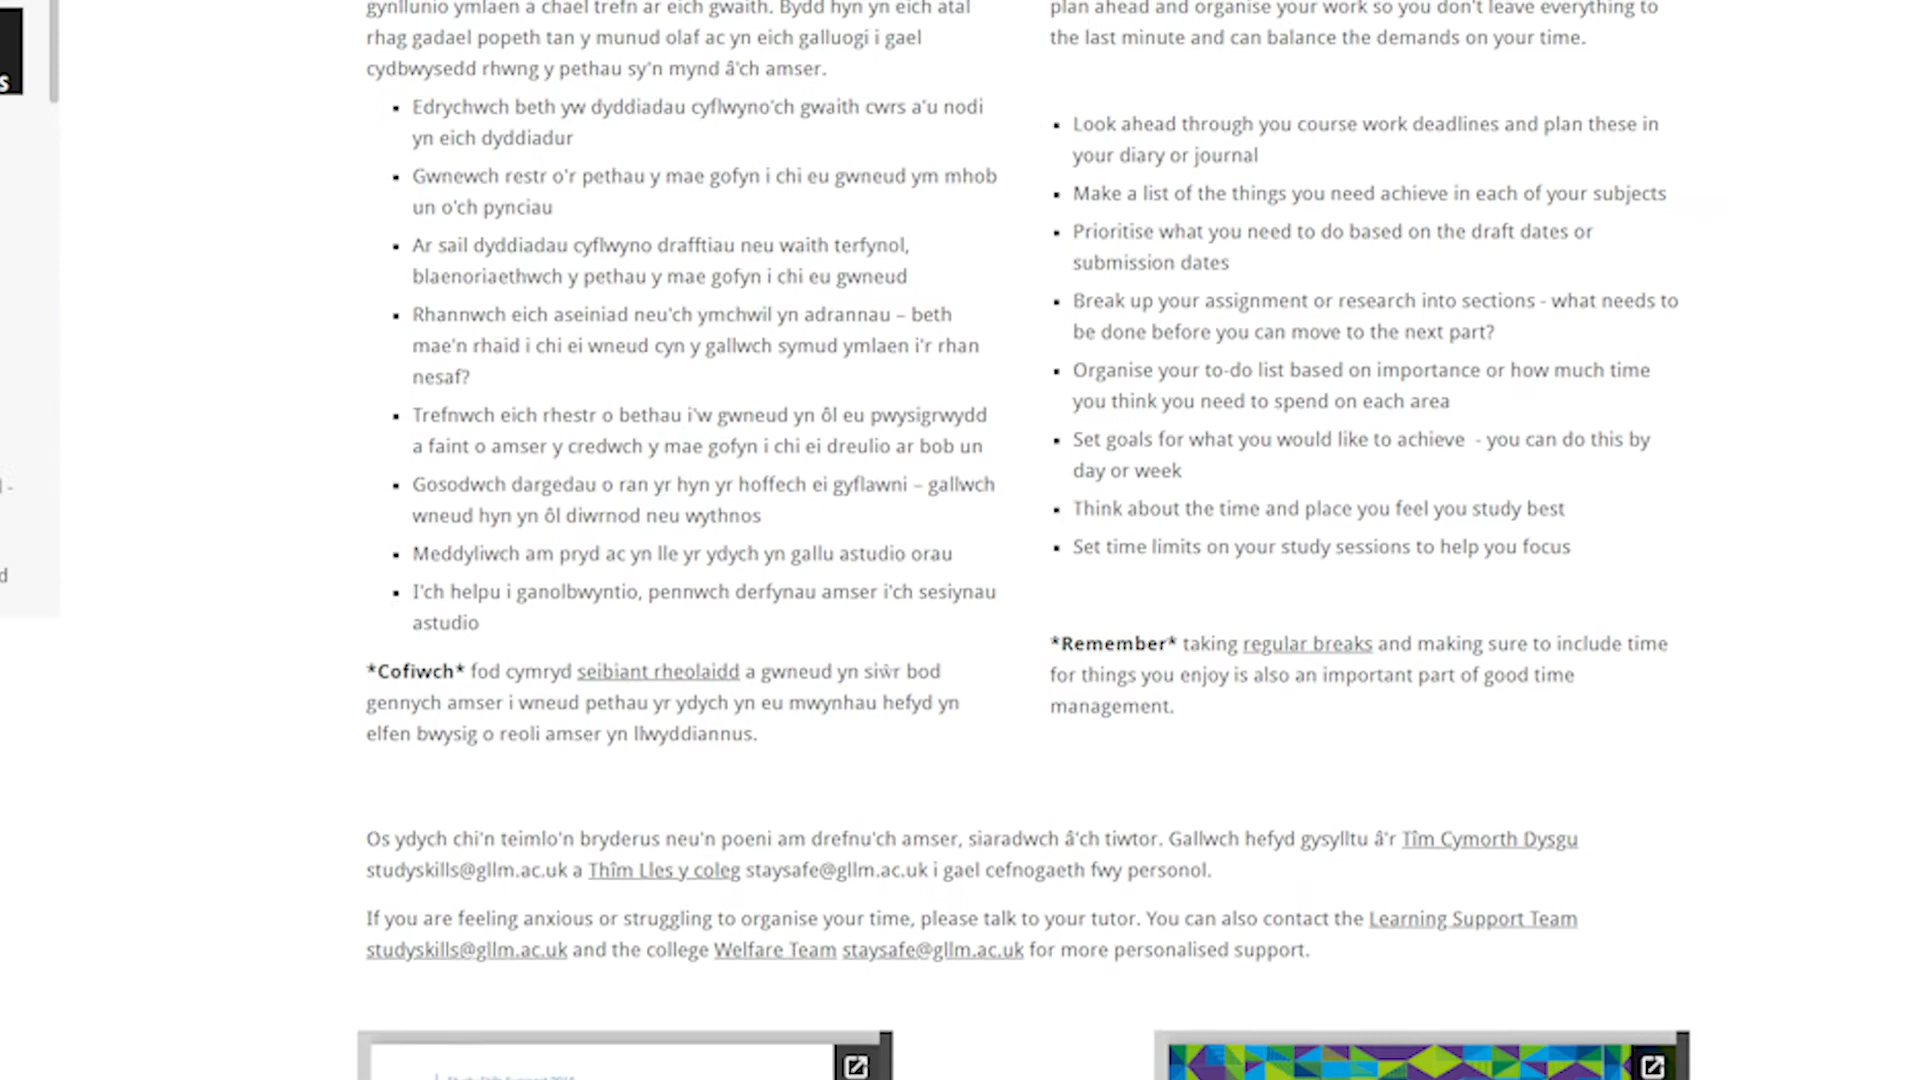 gynllunio ymlaen a chael trefn ar eich gwaith. Bydd hyn yn eich atal
rhag gadael popeth tan y munud olaf ac yn eich galluogi i gael
cydbwysedd rhwng y pethau sy'n mynd â'ch amser.
Edrychwch beth yw dyddiadau cyflwyno'ch gwaith cwrs a'u nodi
yn eich dyddiadur
Gwnewch restr o'r pethau y mae gofyn i chi eu gwneud ym mhob
un o'ch pynciau
Ar sail dyddiadau cyflwyno drafftiau neu waith terfynol,
blaenoriaethwch y pethau y mae gofyn i chi eu gwneud
Rhannwch eich aseiniad neu'ch ymchwil yn adrannau – beth
mae'n rhaid i chi ei wneud cyn y gallwch symud ymlaen i'r rhan
nesaf?
Trefnwch eich rhestr o bethau i'w gwneud yn ôl eu pwysigrwydd
a faint o amser y credwch y mae gofyn i chi ei dreulio ar bob un
Gosodwch dargedau o ran yr hyn yr hoffech ei gyflawni – gallwch
wneud hyn yn ôl diwrnod neu wythnos
Meddyliwch am pryd ac yn lle yr ydych yn gallu astudio orau
I'ch helpu i ganolbwyntio, pennwch derfynau amser i'ch sesiynau
astudio
*Cofiwch* fod cymryd seibiant rheolaidd a gwneud yn siŵr bod
gennych amser i wneud pethau yr ydych yn eu mwynhau hefyd yn
elfen bwysig o reoli amser yn llwyddiannus.
plan ahead and organise your work so you don't leave everything to
the last minute and can balance the demands on your time.
Look ahead through you course work deadlines and plan these in
your diary or journal
Make a list of the things you need achieve in each of your subjects
Prioritise what you need to do based on the draft dates or
submission dates
Break up your assignment or research into sections - what needs to
be done before you can move to the next part?
Organise your to-do list based on importance or how much time
you think you need to spend on each area
Set goals for what you would like to achieve - you can do this by
day or week
Think about the time and place you feel you study best
Set time limits on your study sessions to help you focus
*Remember* taking regular breaks and making sure to include time
for things you enjoy is also an important part of good time
management.
Os ydych chi'n teimlo'n bryderus neu'n poeni am drefnu'ch amser, siaradwch â'ch tiwtor. Gallwch hefyd gysylltu â'r Tîm Cymorth Dysgu
studyskills@gllm.ac.uk a Thîm Lles y coleg staysafe@gllm.ac.uk i gael cefnogaeth fwy personol.
If you are feeling anxious or struggling to organise your time, please talk to your tutor. You can also contact the Learning Support Team
studyskills@gllm.ac.uk and the college Welfare Team staysafe@gllm.ac.uk for more personalised support.